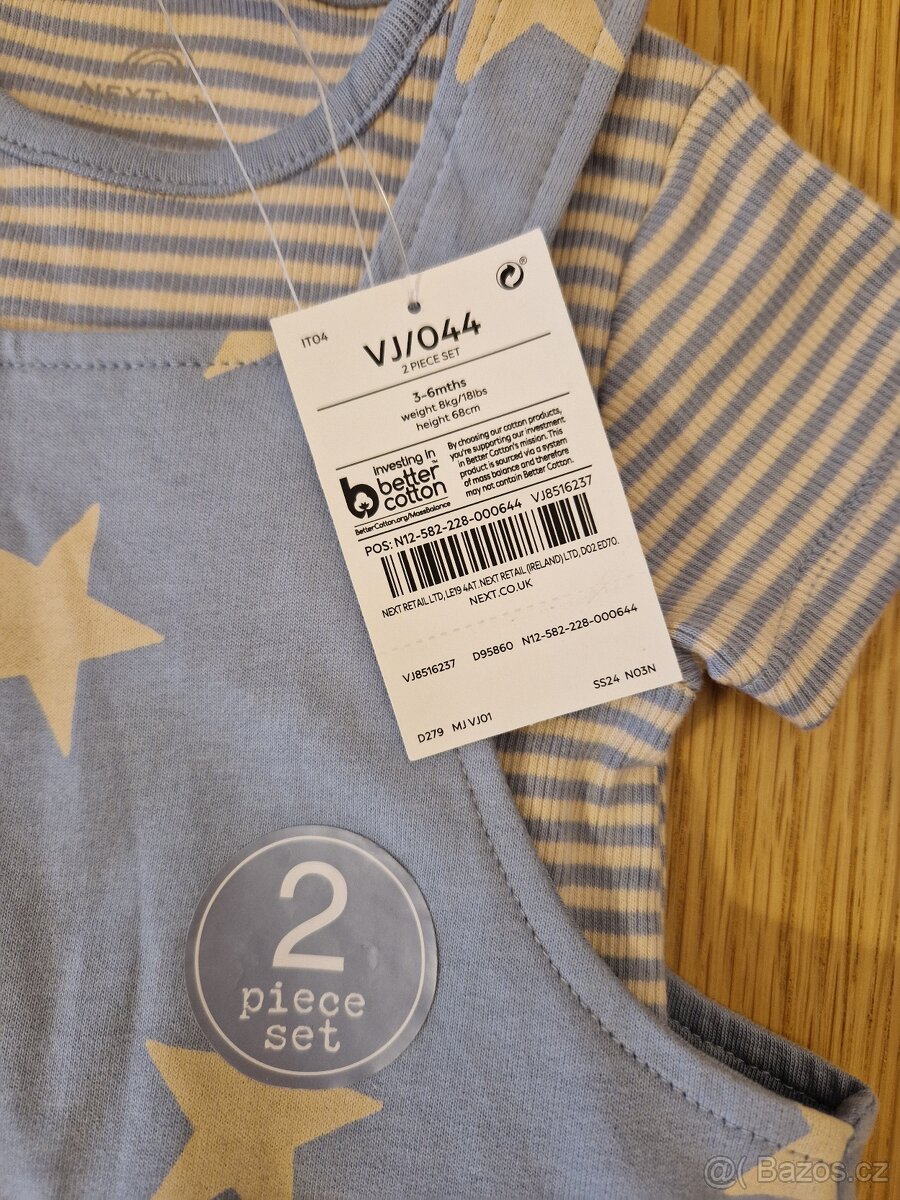 NEXT
IT04
VJ/044
2 PIECE SET
3-6mths
weight 8kg/18lbs
height 68cm
investing in
better
cotton™
BetterCotton.org/MassBalance
By choosing our cotton products,
you're supporting our investment
in Better Cotton's mission. This
product is sourced via a system
of mass balance and therefore
may not contain Better Cotton.
POS: N12-582-228-000644 VJ8516237
NEXT RETAIL LTD, LE19 4AT. NEXT RETAIL (IRELAND) LTD, D02 ED70.
NEXT.CO.UK
VJ8516237 D95860 N12-582-228-000644
D279 MJ VJ01 SS24 N03N
2
piece
set
@( Bazos.cz